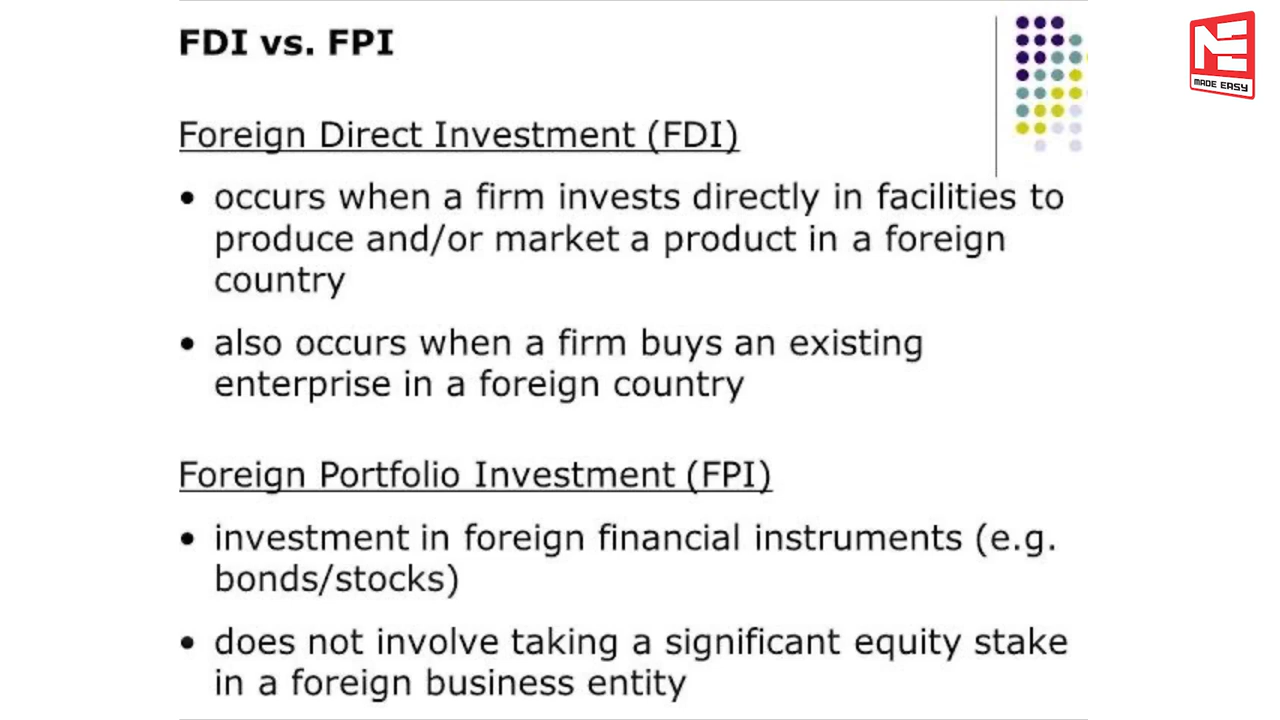 FDI vs. FPI
MADE EASY
Foreign Direct Investment (FDI)
• occurs when a firm invests directly in facilities to
produce and/or market a product in a foreign
country
• also occurs when a firm buys an existing
enterprise in a foreign country
Foreign Portfolio Investment (FPI)
• investment in foreign financial instruments (e.g.
bonds/stocks)
• does not involve taking a significant equity stake
in a foreign business entity